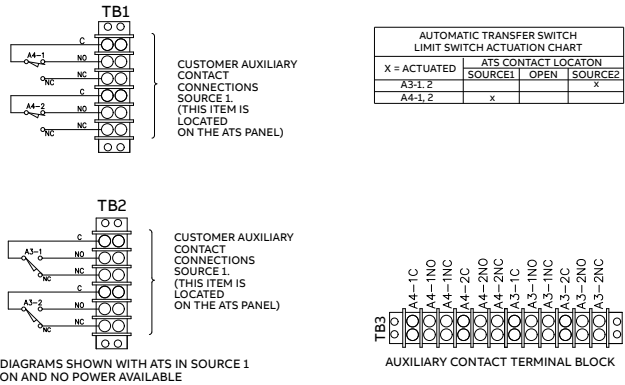 TB1
C
A4-1
NO
NC
NC
C
A4-2
NO
NC
NC
CUSTOMER AUXILIARY
CONTACT
CONNECTIONS
SOURCE 1.
(THIS ITEM IS
LOCATED
ON THE ATS PANEL)
AUTOMATIC TRANSFER SWITCH
LIMIT SWITCH ACTUATION CHART
X = ACTUATED
ATS CONTACT LOCATON
SOURCE1 OPEN SOURCE2
A3-1, 2 x
A4-1, 2 x
TB2
C
A3-1
NO
NC
NC
C
A3-2
NO
NC
NC
CUSTOMER AUXILIARY
CONTACT
CONNECTIONS
SOURCE 1.
(THIS ITEM IS
LOCATED
ON THE ATS PANEL)
DIAGRAMS SHOWN WITH ATS IN SOURCE 1
ON AND NO POWER AVAILABLE
TB3
A4-1C
A4-1NO
A4-1NC
A4-2C
A4-2NO
A4-2NC
A3-1C
A3-1NO
A3-1NC
A3-2C
A3-2NO
A3-2NC
AUXILIARY CONTACT TERMINAL BLOCK